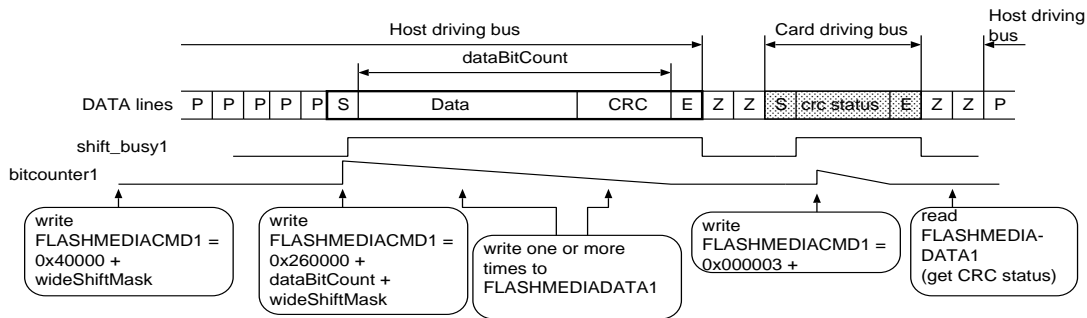 Host driving bus
Card driving bus
Host driving
bus
dataBitCount
DATA lines P P P P P S Data CRC E Z Z S crc status E Z Z P
shift_busy1
bitcounter1
write
FLASHMEDIACMD1 =
0x40000 +
wideShiftMask
write
FLASHMEDIACMD1 =
0x260000 +
dataBitCount +
wideShiftMask
write one or more
times to
FLASHMEDIADATA1
write
FLASHMEDIACMD1 =
0x000003 +
read
FLASHMEDIA-
DATA1
(get CRC status)